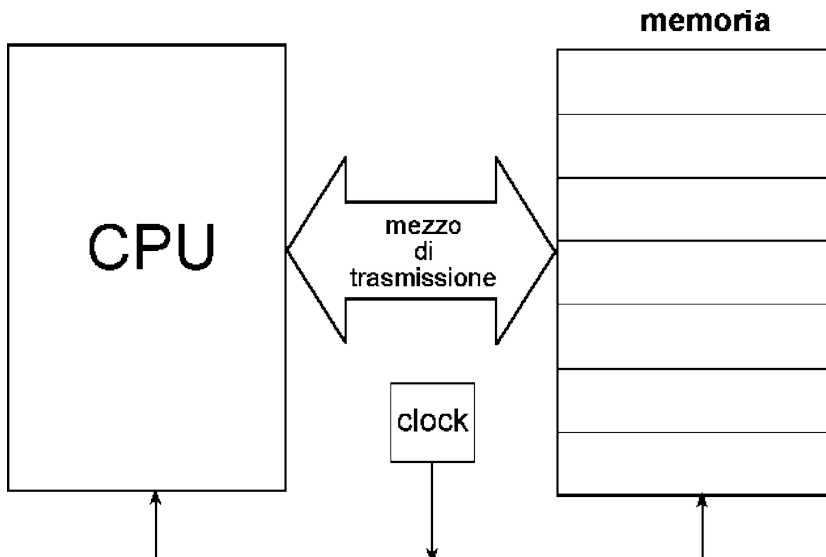 memoria
CPU
mezzo
di
trasmissione
clock